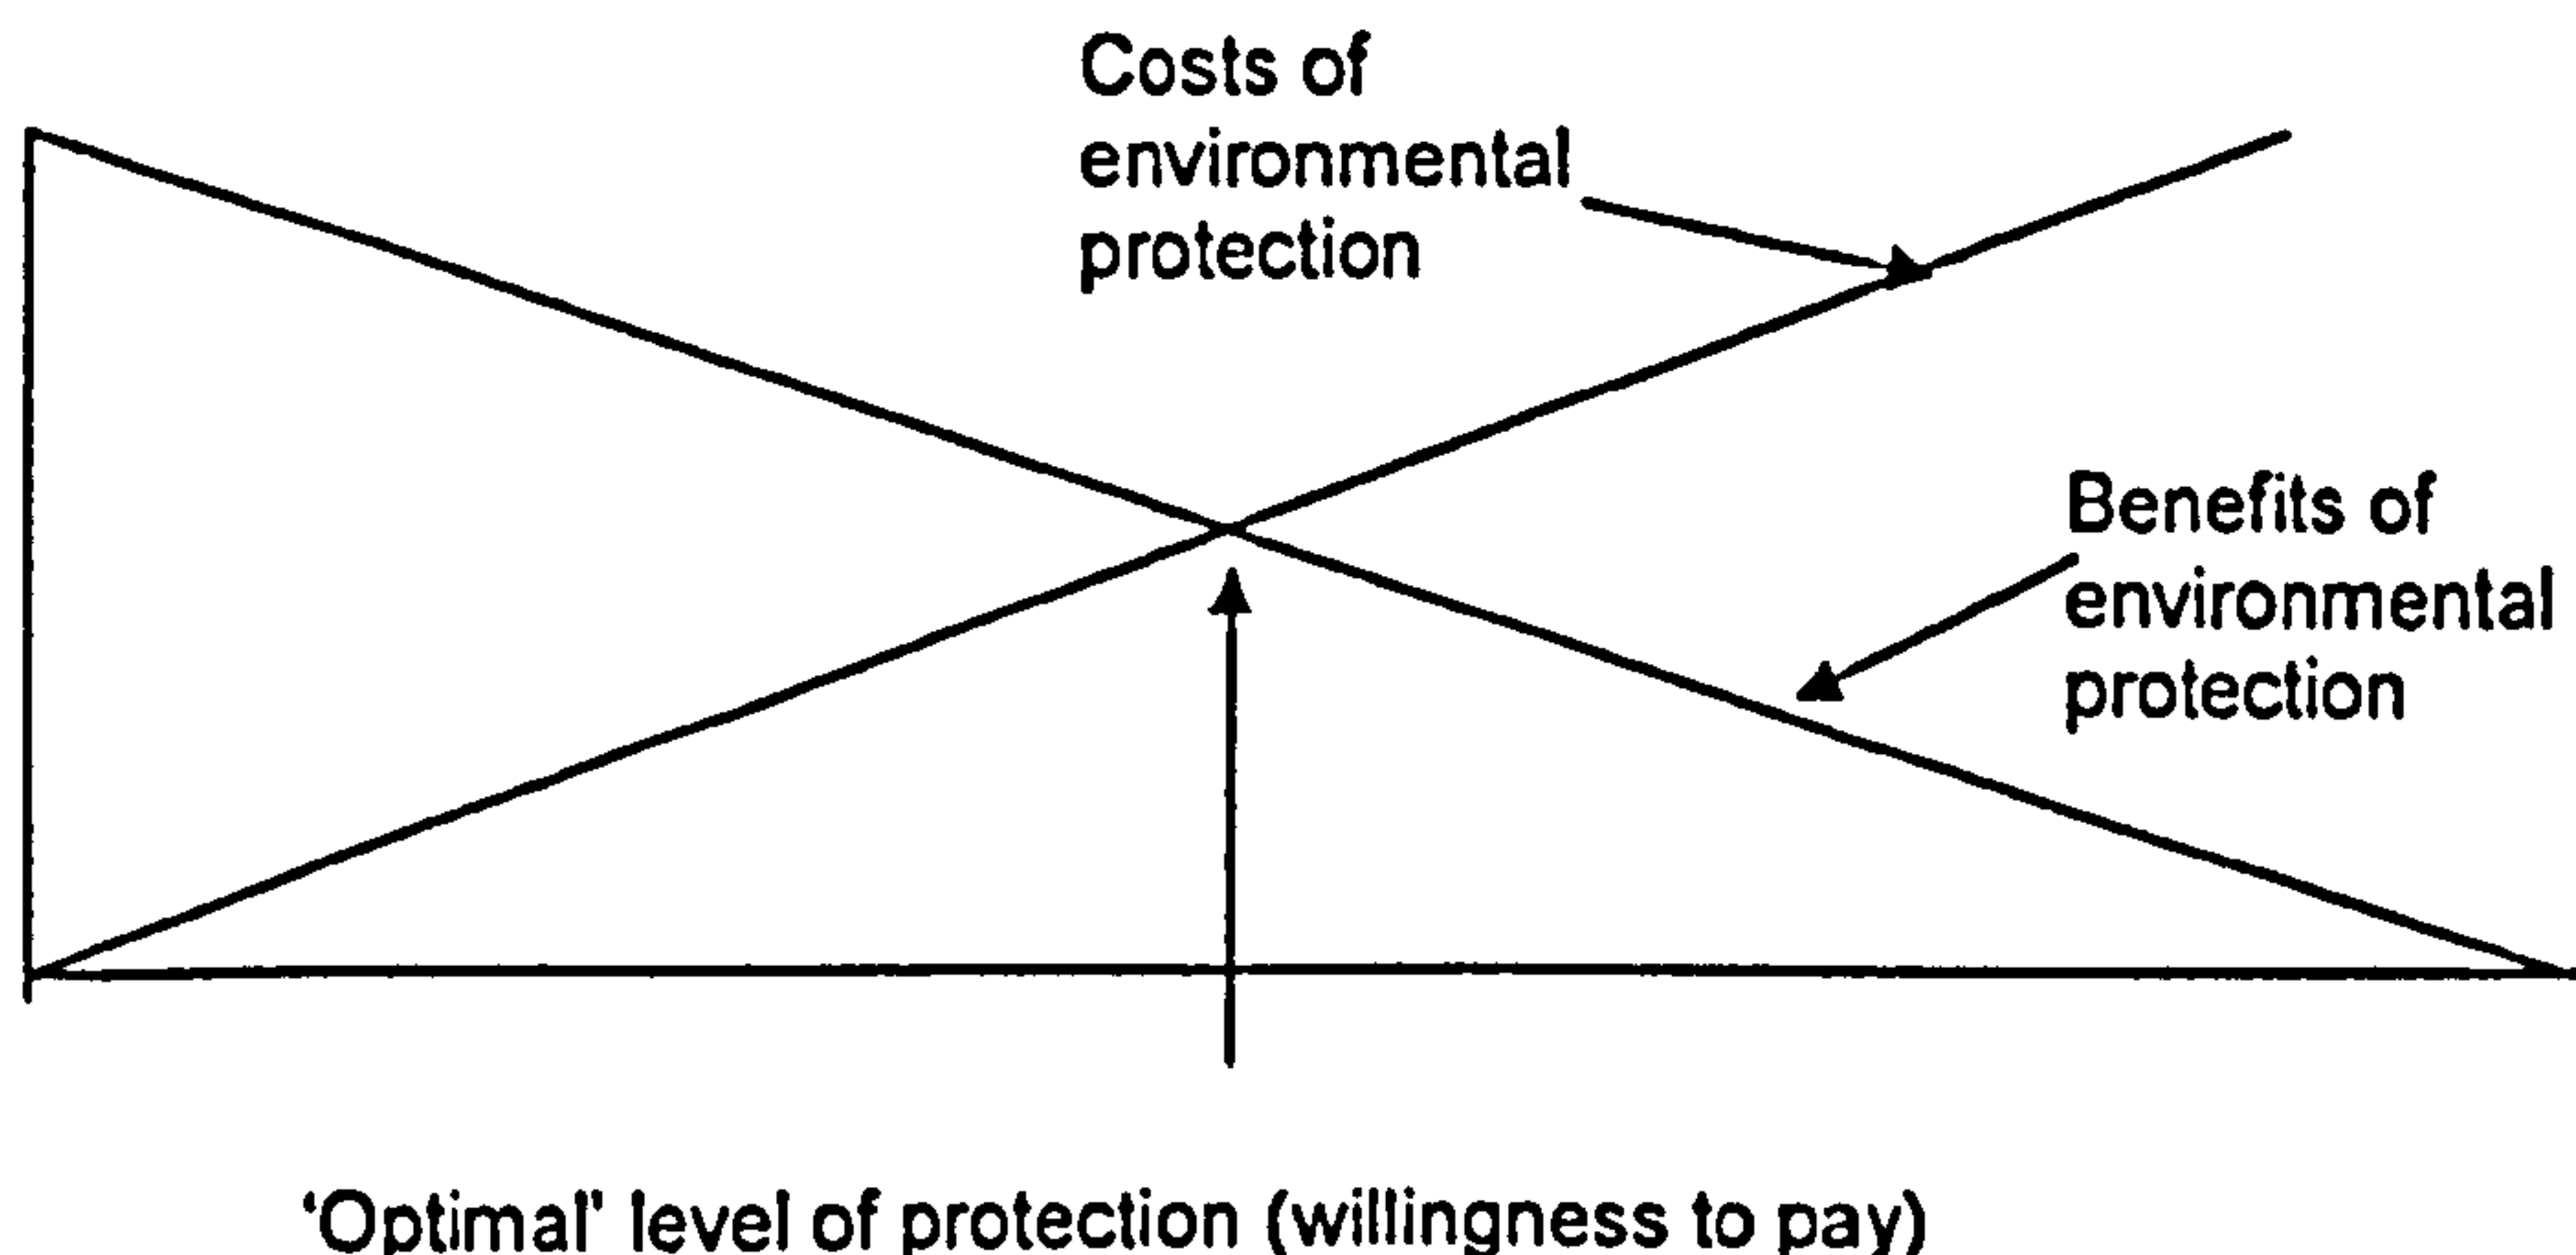 Costs of
environmental
protection
Benefits of
environmental
protection
‘Optimal’ level of protection (willingness to pay)